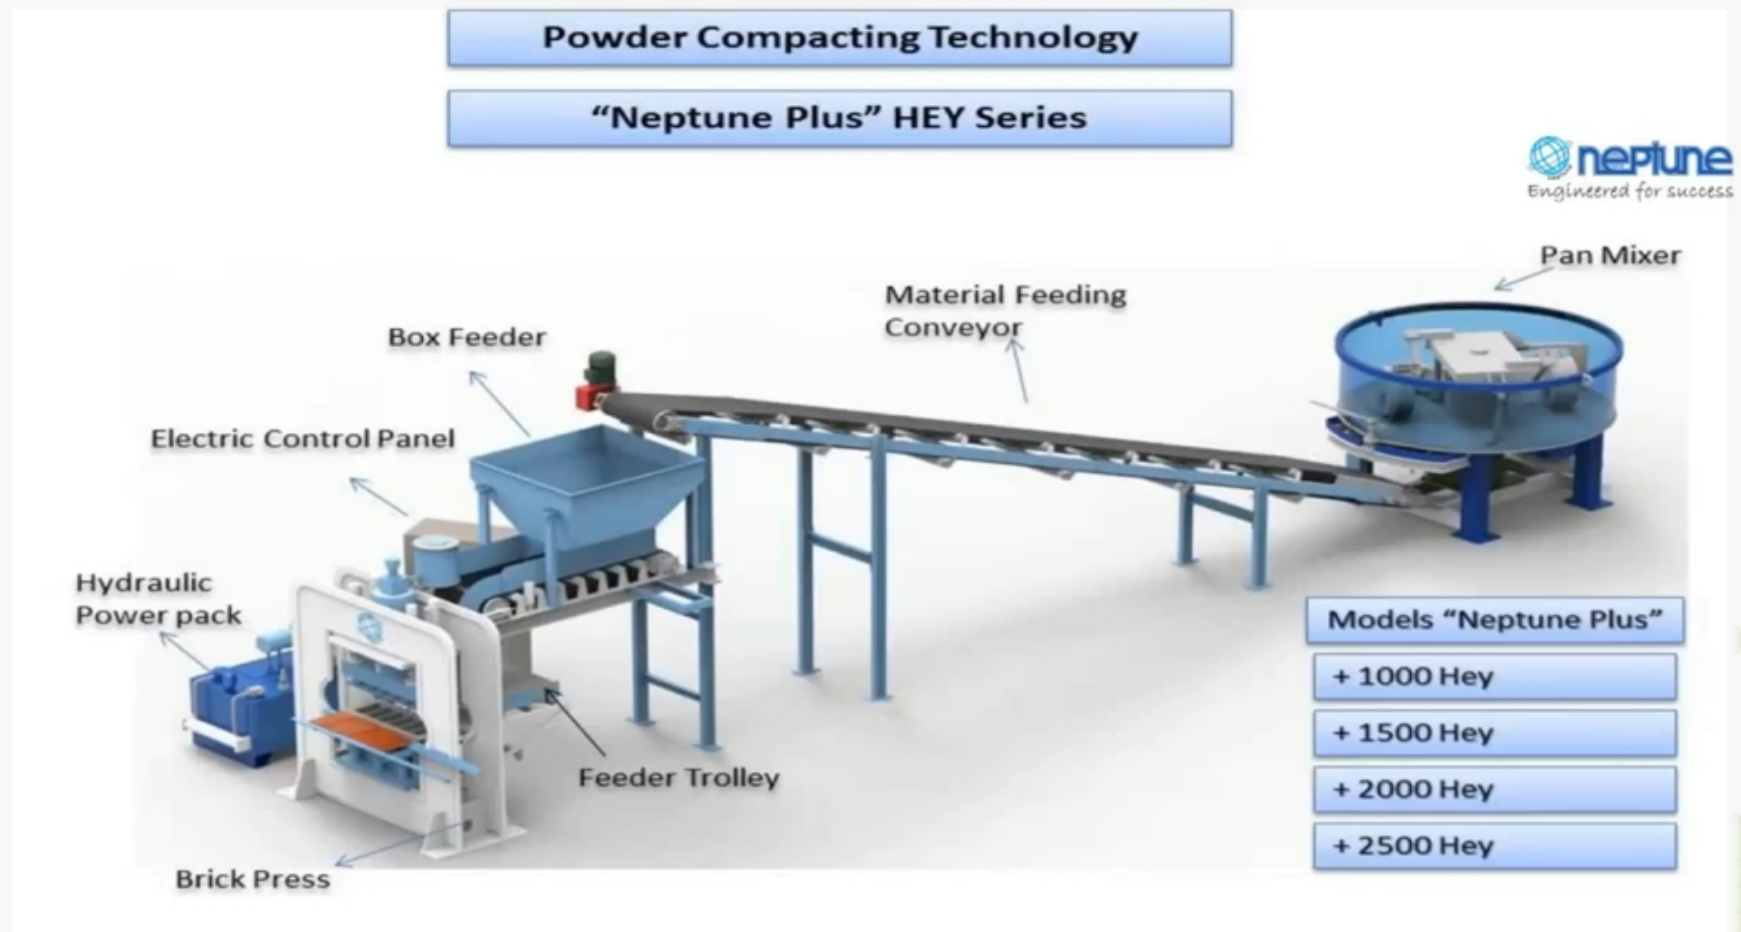 Powder Compacting Technology
“Neptune Plus” HEY Series
neptune
Engineered for success
Pan Mixer
Material Feeding
Conveyor
Box Feeder
Electric Control Panel
Hydraulic
Power pack
Feeder Trolley
Brick Press
Models “Neptune Plus”
+ 1000 Hey
+ 1500 Hey
+ 2000 Hey
+ 2500 Hey